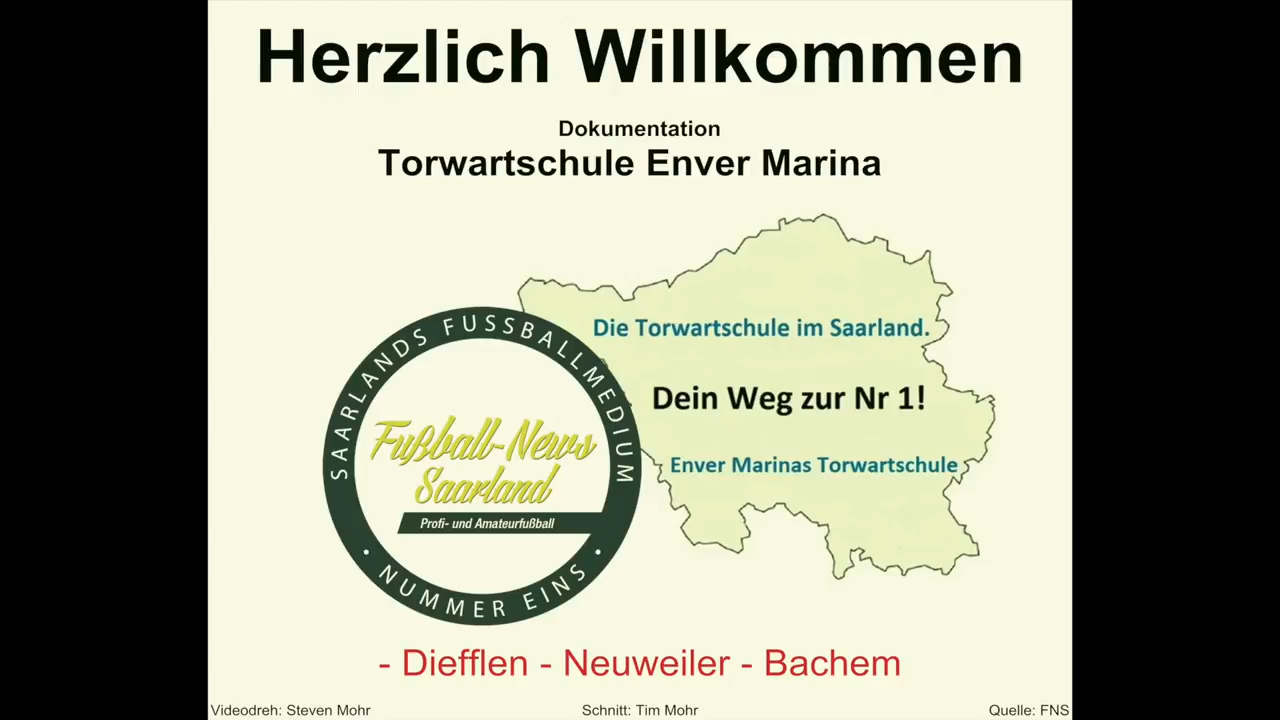 Herzlich Willkommen
Dokumentation
Torwartschule Enver Marina
Die Torwartschule im Saarland.
Dein Weg zur Nr 1!
Enver Marinas Torwartschule
SAARLANDS FUSSBALLMEDIUM
Fußball-News
Saarland
Profi- und Amateurfußball
• NUMMER EINS •
- Diefflen - Neuweiler - Bachem
Videodreh: Steven Mohr
Schnitt: Tim Mohr
Quelle: FNS